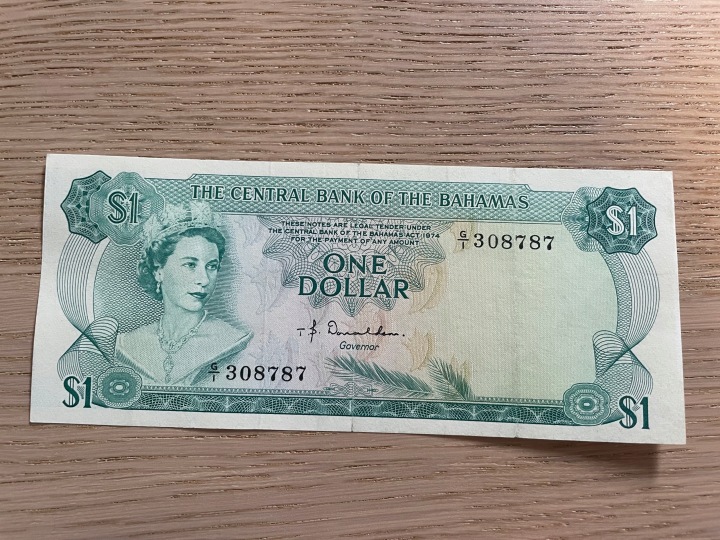 $1
THE CENTRAL BANK OF THE BAHAMAS
$1
THESE NOTES ARE LEGAL TENDER UNDER
THE CENTRAL BANK OF THE BAHAMAS ACT 1974
FOR THE PAYMENT OF ANY AMOUNT
G/1 308787
ONE
DOLLAR
T. B. Donaldson.
Governor
G/1 308787
$1
$1